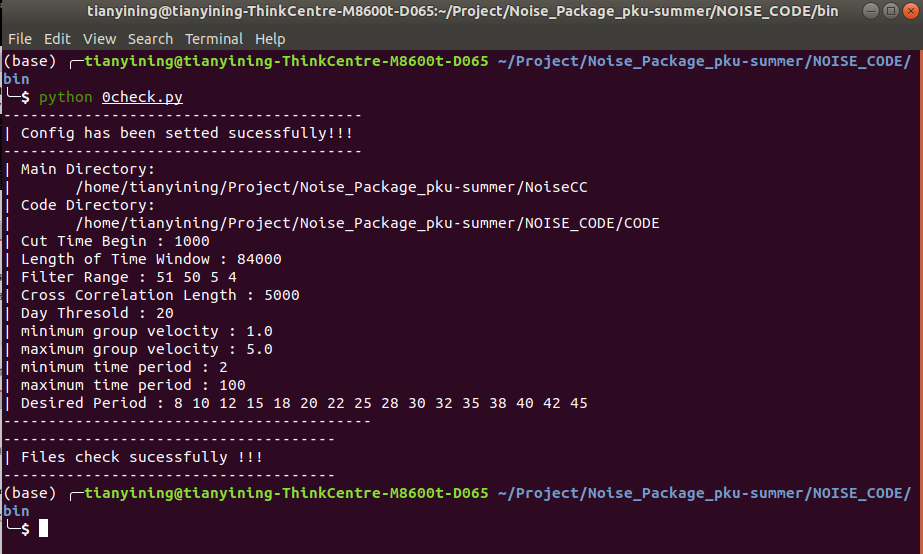 tianyining@tianyining-ThinkCentre-M8600t-D065:~/Project/Noise_Package_pku-summer/NOISE_CODE/bin
File Edit View Search Terminal Help
(base) ╭─tianyining@tianyining-ThinkCentre-M8600t-D065 ~/Project/Noise_Package_pku-summer/NOISE_CODE/
bin
╰─$ python 0check.py
----------------------------------------
| Config has been setted sucessfully!!!
----------------------------------------
| Main Directory:
|       /home/tianyining/Project/Noise_Package_pku-summer/NoiseCC
| Code Directory:
|       /home/tianyining/Project/Noise_Package_pku-summer/NOISE_CODE/CODE
| Cut Time Begin : 1000
| Length of Time Window : 84000
| Filter Range : 51 50 5 4
| Cross Correlation Length : 5000
| Day Thresold : 20
| minimum group velocity : 1.0
| maximum group velocity : 5.0
| minimum time period : 2
| maximum time period : 100
| Desired Period : 8 10 12 15 18 20 22 25 28 30 32 35 38 40 42 45
-----------------------------------------
-------------------------------------
| Files check sucessfully !!!
-------------------------------------
(base) ╭─tianyining@tianyining-ThinkCentre-M8600t-D065 ~/Project/Noise_Package_pku-summer/NOISE_CODE/
bin
╰─$